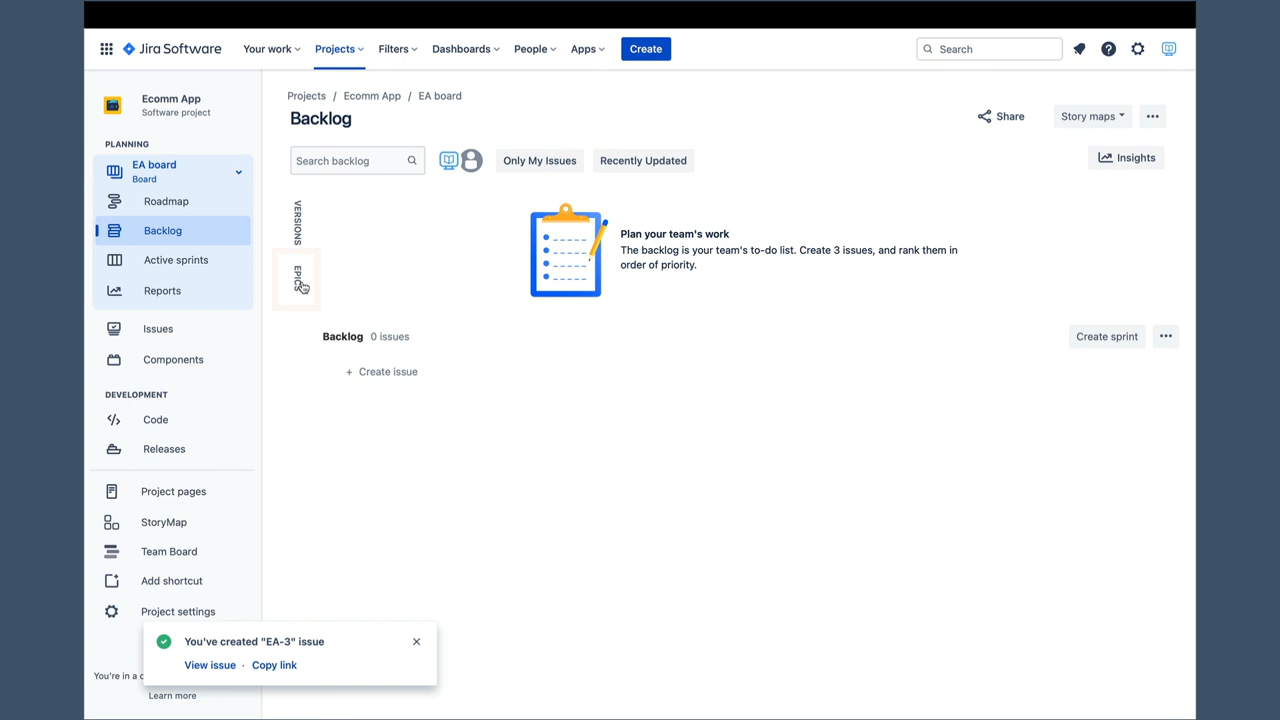 Jira Software
Your work
Projects
Filters
Dashboards
People
Apps
Create
Search
Ecomm App
Software project
PLANNING
EA board
Board
Roadmap
Backlog
Active sprints
Reports
Issues
Components
DEVELOPMENT
Code
Releases
Project pages
StoryMap
Team Board
Add shortcut
Project settings
You're in a
Learn more
Projects / Ecomm App / EA board
Backlog
Share
Story maps
Search backlog
Only My Issues
Recently Updated
Insights
VERSIONS
EPICS
Plan your team's work
The backlog is your team's to-do list. Create 3 issues, and rank them in
order of priority.
Backlog 0 issues
Create sprint
+ Create issue
You've created "EA-3" issue
View issue · Copy link